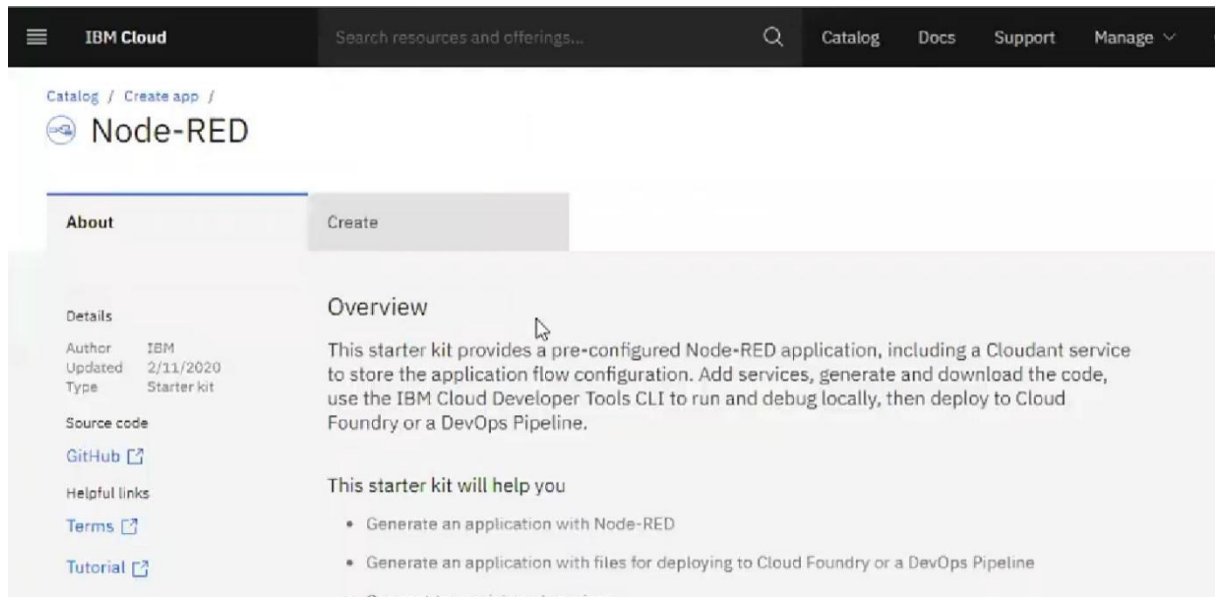 IBM Cloud
Search resources and offerings...
Catalog
Docs
Support
Manage
Catalog / Create app /
Node-RED
About
Create
Details
Author IBM
Updated 2/11/2020
Type Starter kit
Source code
GitHub
Helpful links
Terms
Tutorial
Overview
This starter kit provides a pre-configured Node-RED application, including a Cloudant service
to store the application flow configuration. Add services, generate and download the code,
use the IBM Cloud Developer Tools CLI to run and debug locally, then deploy to Cloud
Foundry or a DevOps Pipeline.
This starter kit will help you
• Generate an application with Node-RED
• Generate an application with files for deploying to Cloud Foundry or a DevOps Pipeline